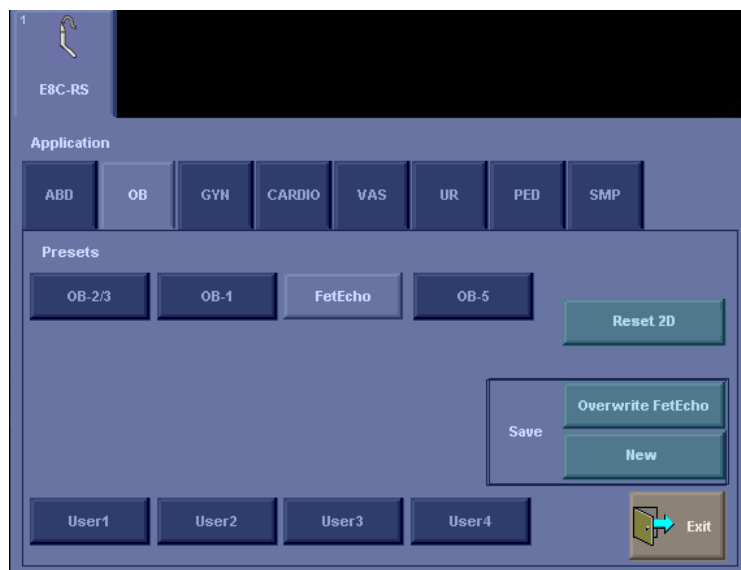 1
E8C-RS
Application
ABD OB GYN CARDIO VAS UR PED SMP
Presets
OB-2/3 OB-1 FetEcho OB-5
Reset 2D
Overwrite FetEcho
Save
New
User1 User2 User3 User4
Exit